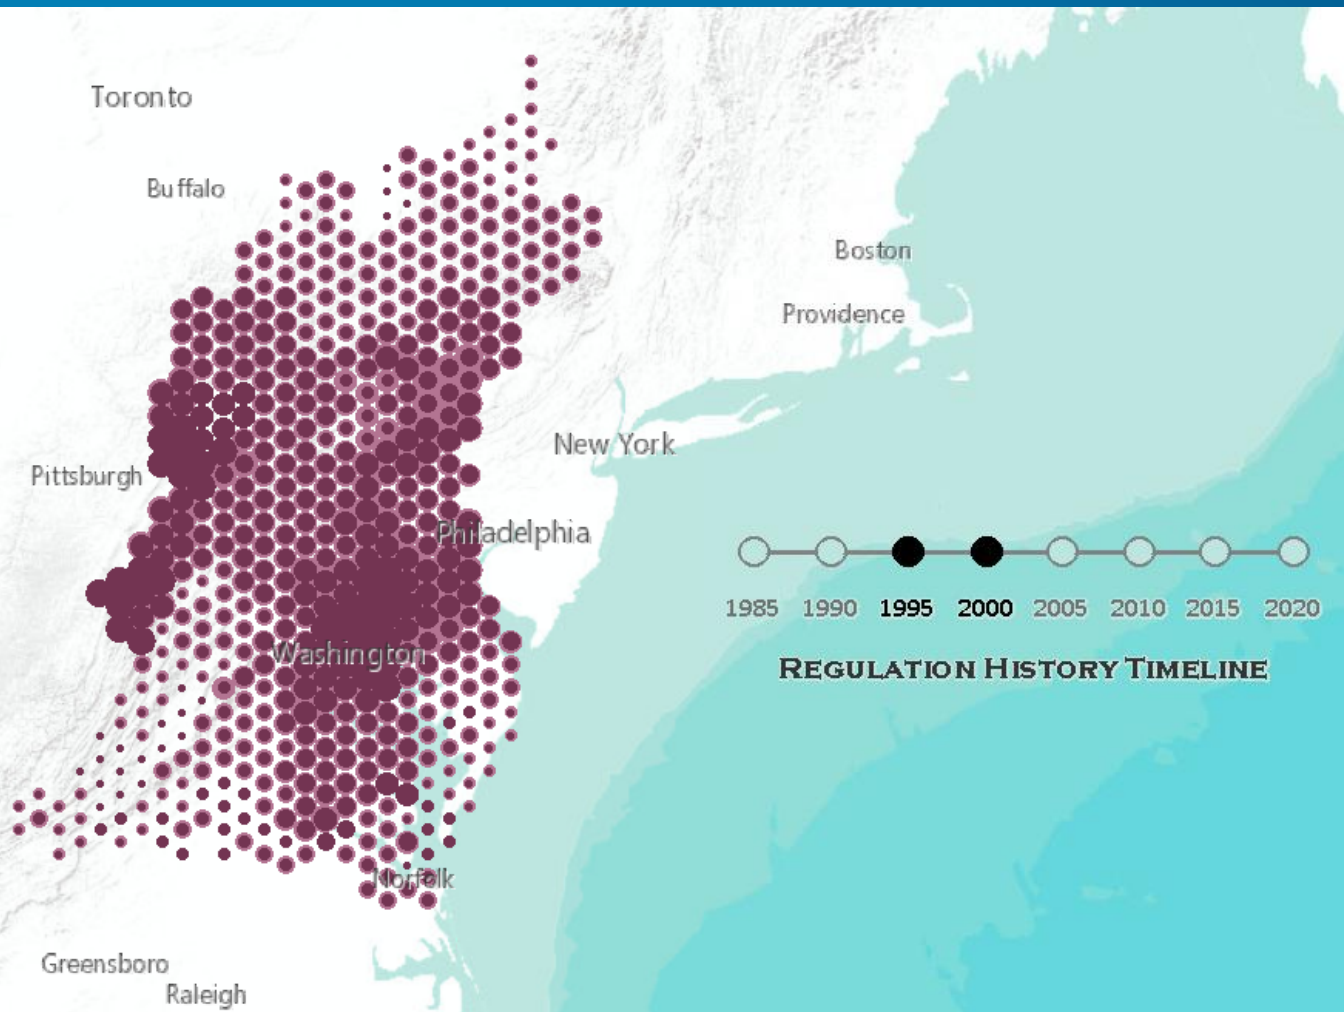 Toronto
Buffalo
Boston
Providence
New York
Pittsburgh
Philadelphia
1985 1990 1995 2000 2005 2010 2015 2020
Washington
REGULATION HISTORY TIMELINE
Norfolk
Greensboro
Raleigh